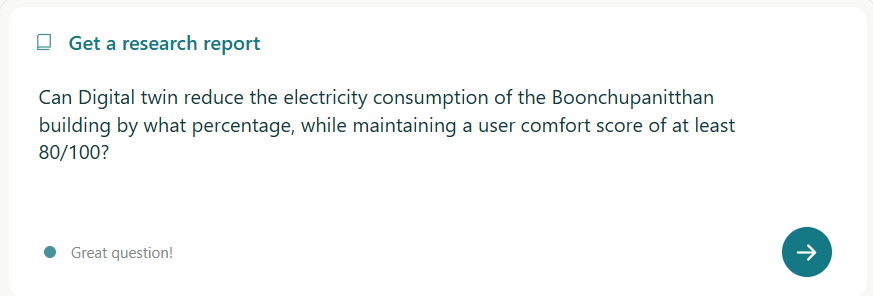 Get a research report
Can Digital twin reduce the electricity consumption of the Boonchupanitthan
building by what percentage, while maintaining a user comfort score of at least
80/100?
Great question!